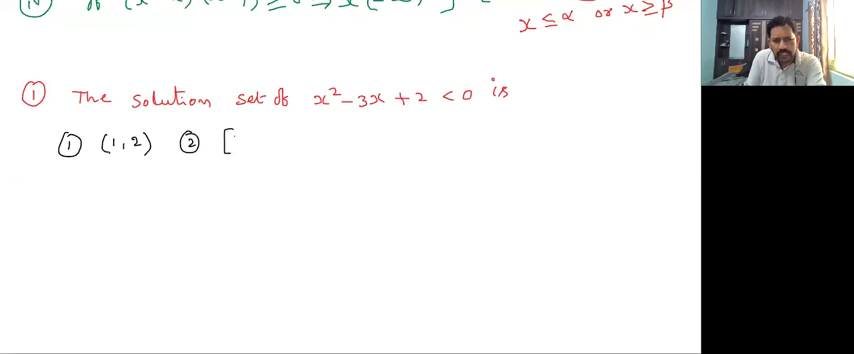 x ≤ α or x ≥ β
① The solution set of x² - 3x + 2 < 0 is
① (1, 2) ② [